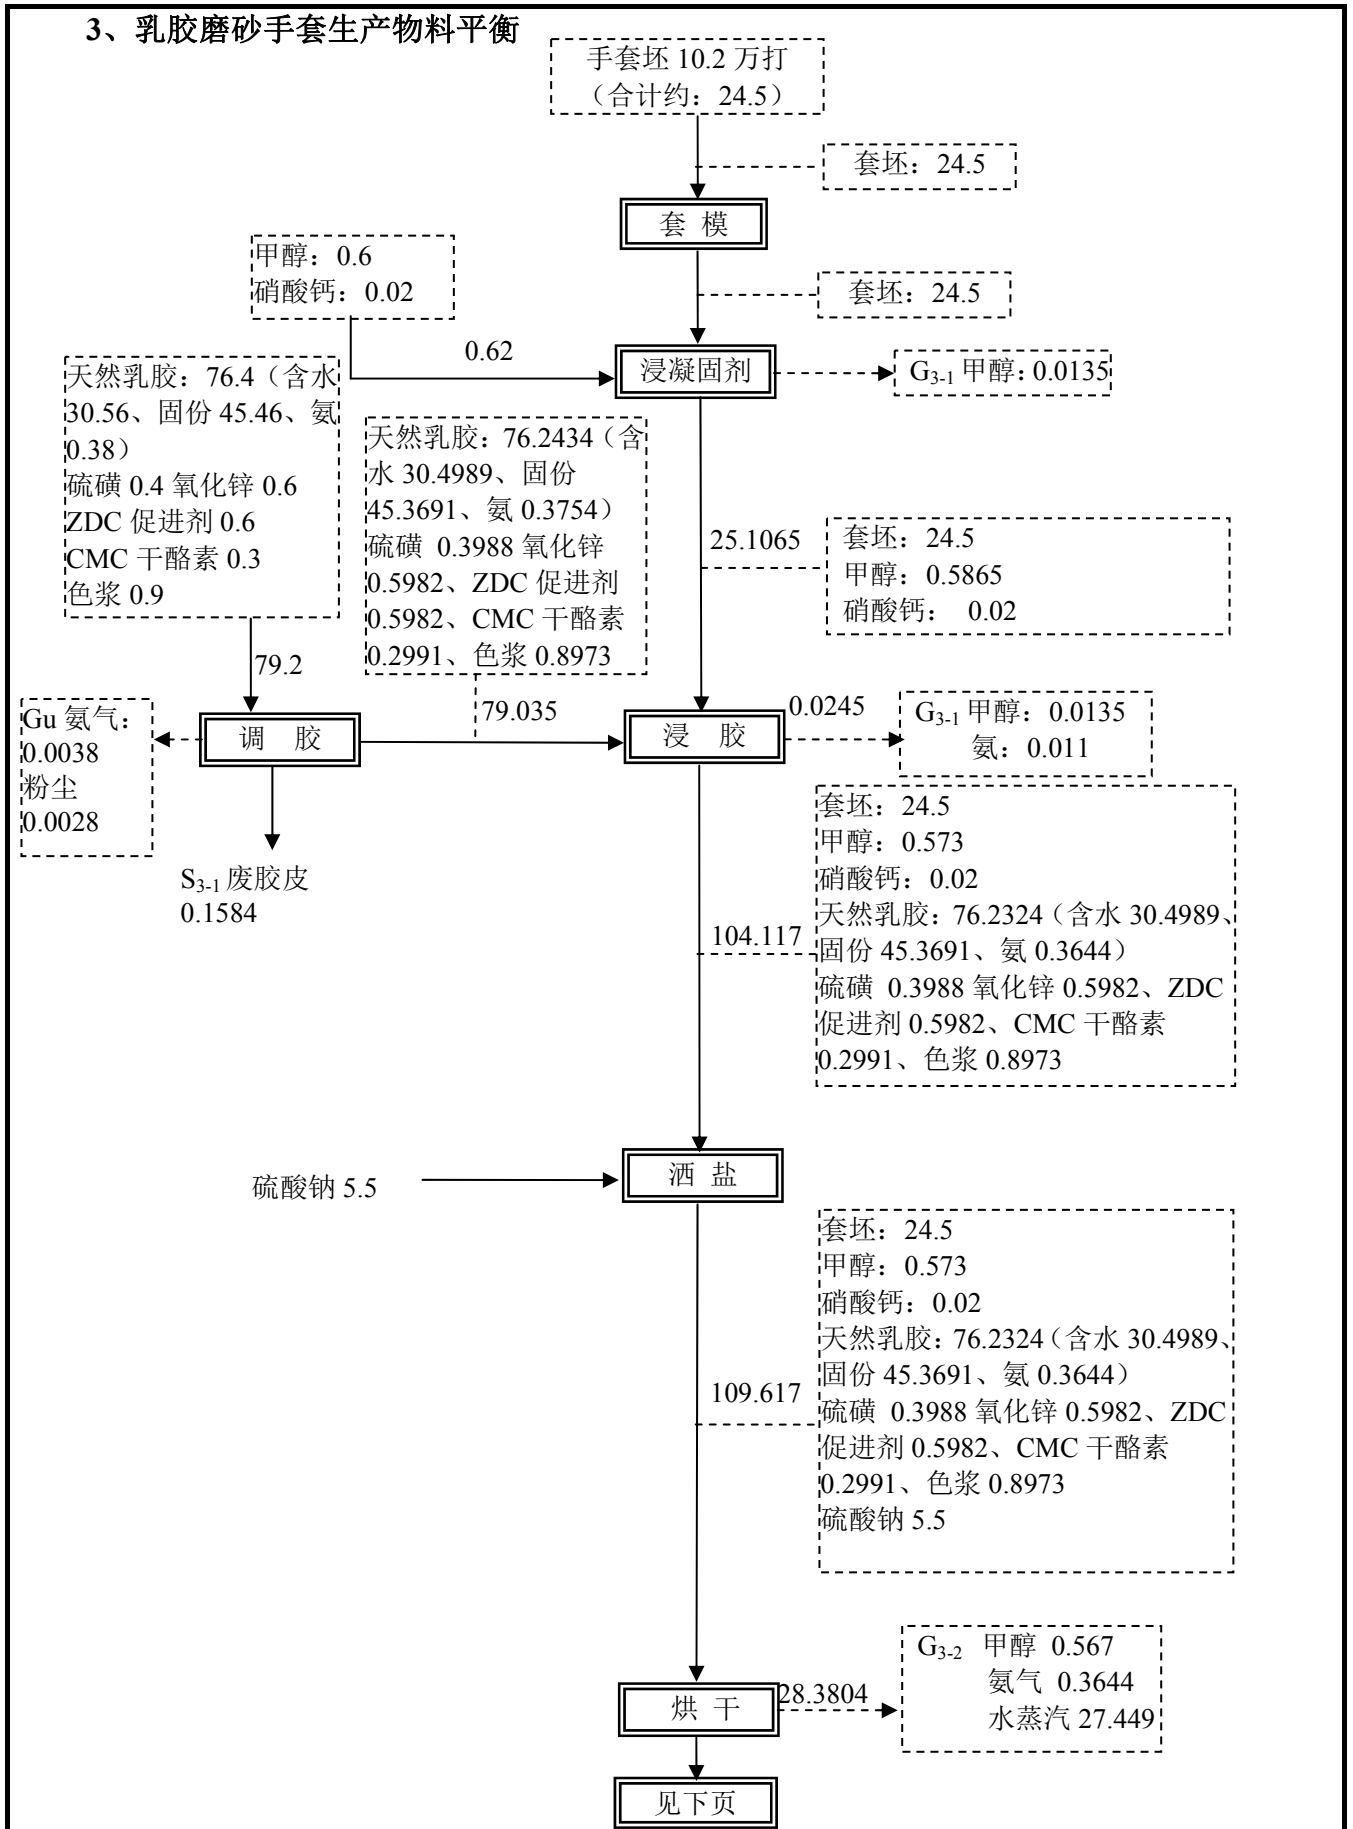 3、乳胶磨砂手套生产物料平衡
手套坯 10.2 万打
（合计约：24.5）
套坯：24.5
套 模
甲醇：0.6
硝酸钙：0.02
套坯：24.5
0.62
浸凝固剂
G3-1 甲醇：0.0135
天然乳胶：76.4（含水
30.56、固份 45.46、氨
0.38）
硫磺 0.4 氧化锌 0.6
ZDC 促进剂 0.6
CMC 干酪素 0.3
色浆 0.9
天然乳胶：76.2434（含
水 30.4989、固份
45.3691、氨 0.3754）
硫磺 0.3988 氧化锌
0.5982、ZDC 促进剂
0.5982、CMC 干酪素
0.2991、色浆 0.8973
25.1065
套坯：24.5
甲醇：0.5865
硝酸钙： 0.02
79.2
79.035
0.0245
Gu 氨气：
0.0038
粉尘
0.0028
调 胶
浸 胶
G3-1 甲醇：0.0135
氨：0.011
S3-1 废胶皮
0.1584
104.117
套坯：24.5
甲醇：0.573
硝酸钙：0.02
天然乳胶：76.2324（含水 30.4989、
固份 45.3691、氨 0.3644）
硫磺 0.3988 氧化锌 0.5982、ZDC
促进剂 0.5982、CMC 干酪素
0.2991、色浆 0.8973
硫酸钠 5.5
洒 盐
109.617
套坯：24.5
甲醇：0.573
硝酸钙：0.02
天然乳胶：76.2324（含水 30.4989、
固份 45.3691、氨 0.3644）
硫磺 0.3988 氧化锌 0.5982、ZDC
促进剂 0.5982、CMC 干酪素
0.2991、色浆 0.8973
硫酸钠 5.5
烘 干
28.3804
G3-2 甲醇 0.567
氨气 0.3644
水蒸汽 27.449
见下页